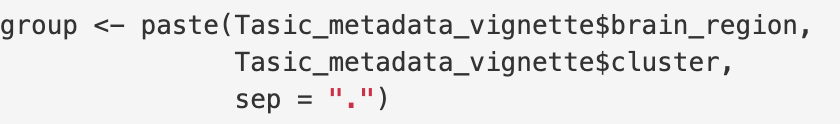 group <- paste(Tasic_metadata_vignette$brain_region,
Tasic_metadata_vignette$cluster,
sep = ".")